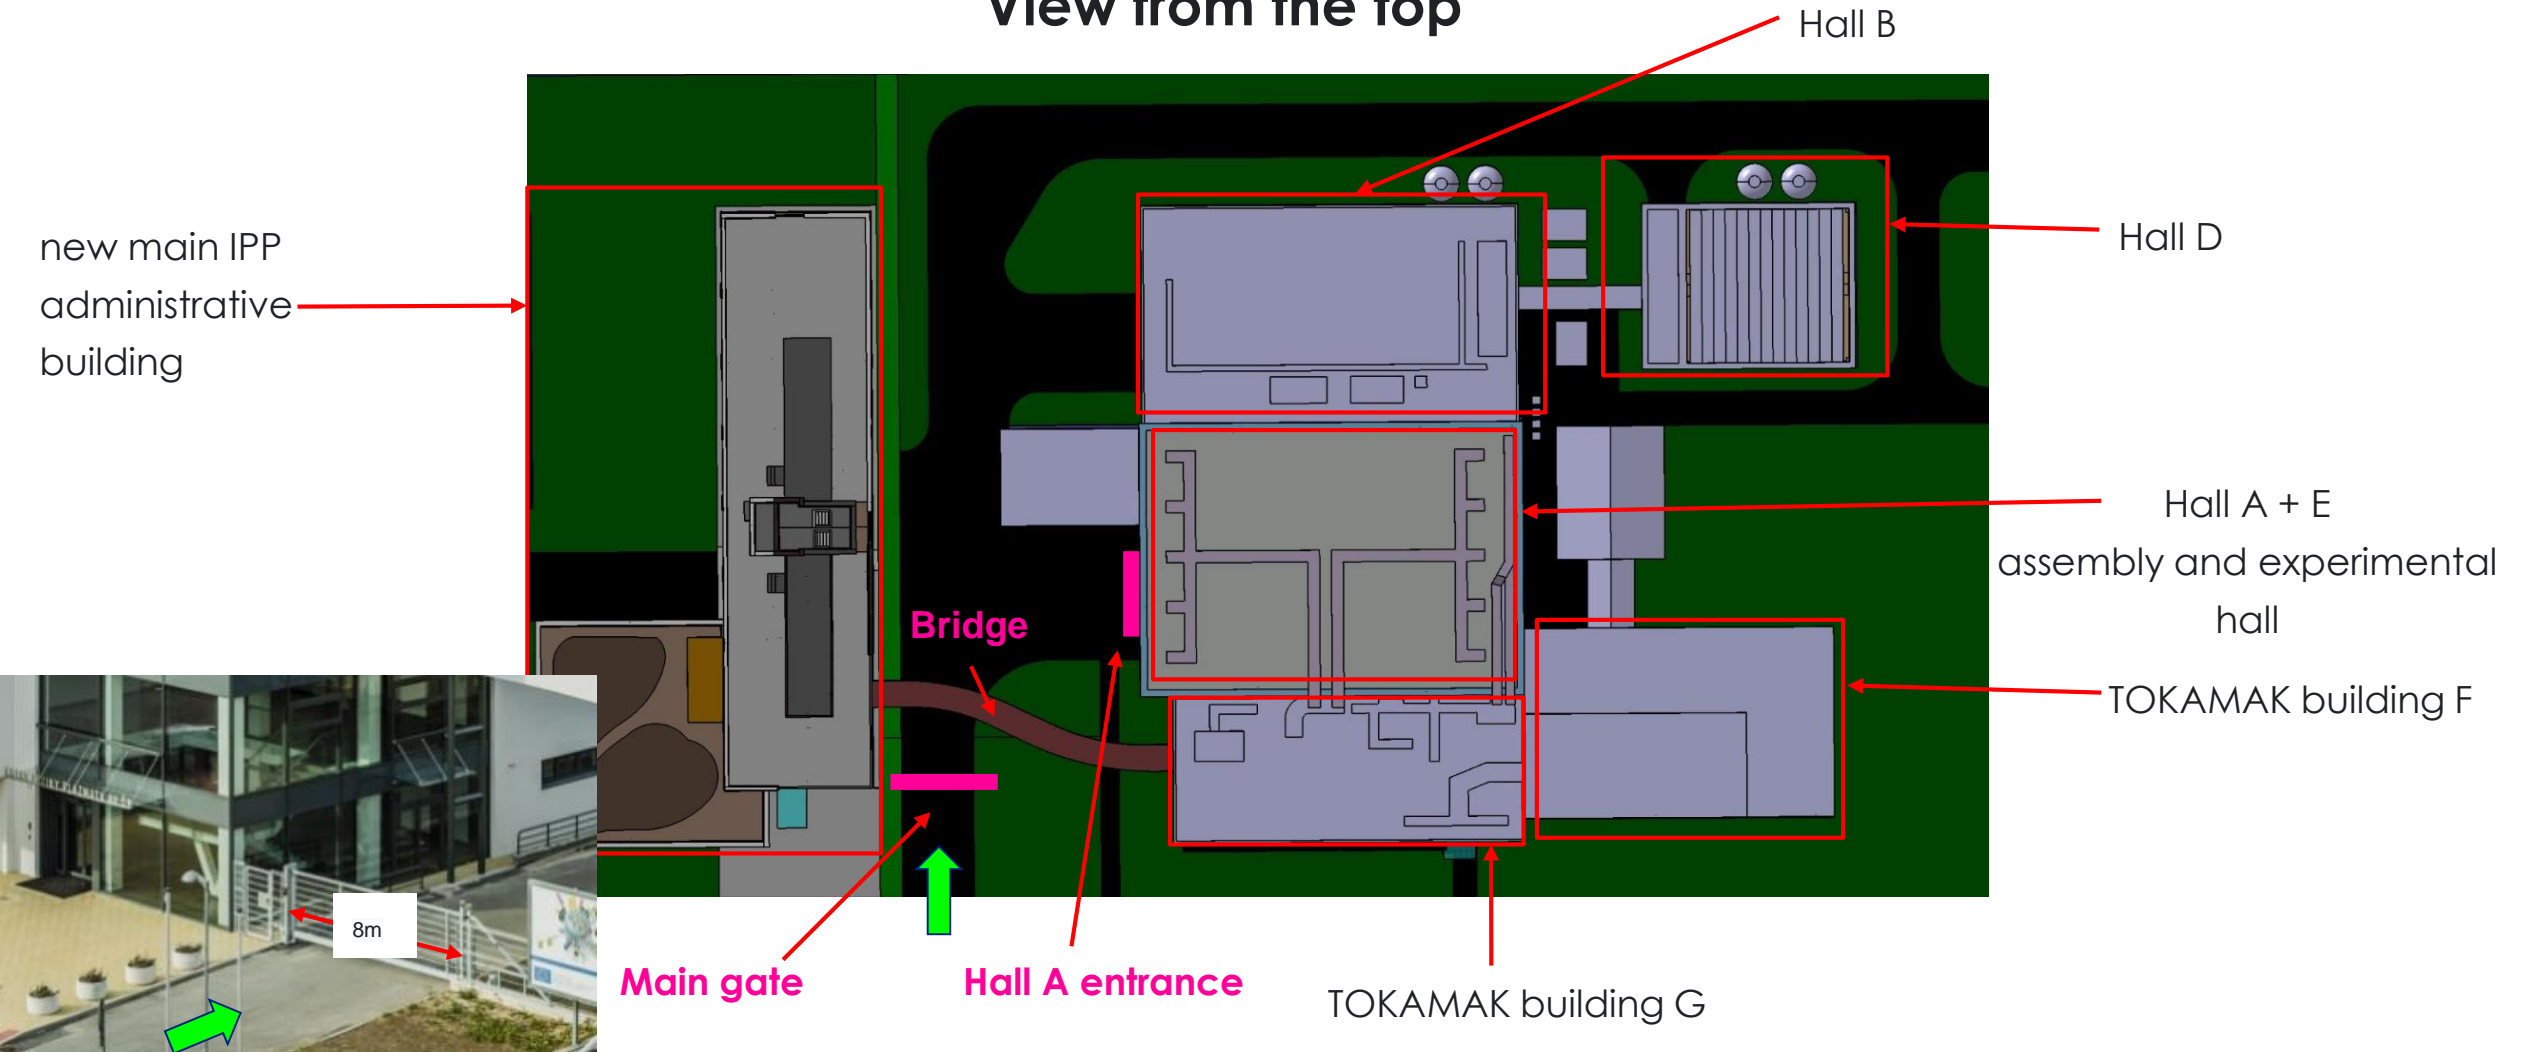 View from the top
Hall B
new main IPP
administrative
building
Hall D
Hall A + E
assembly and experimental
hall
Bridge
TOKAMAK building F
8m
Main gate
Hall A entrance
TOKAMAK building G